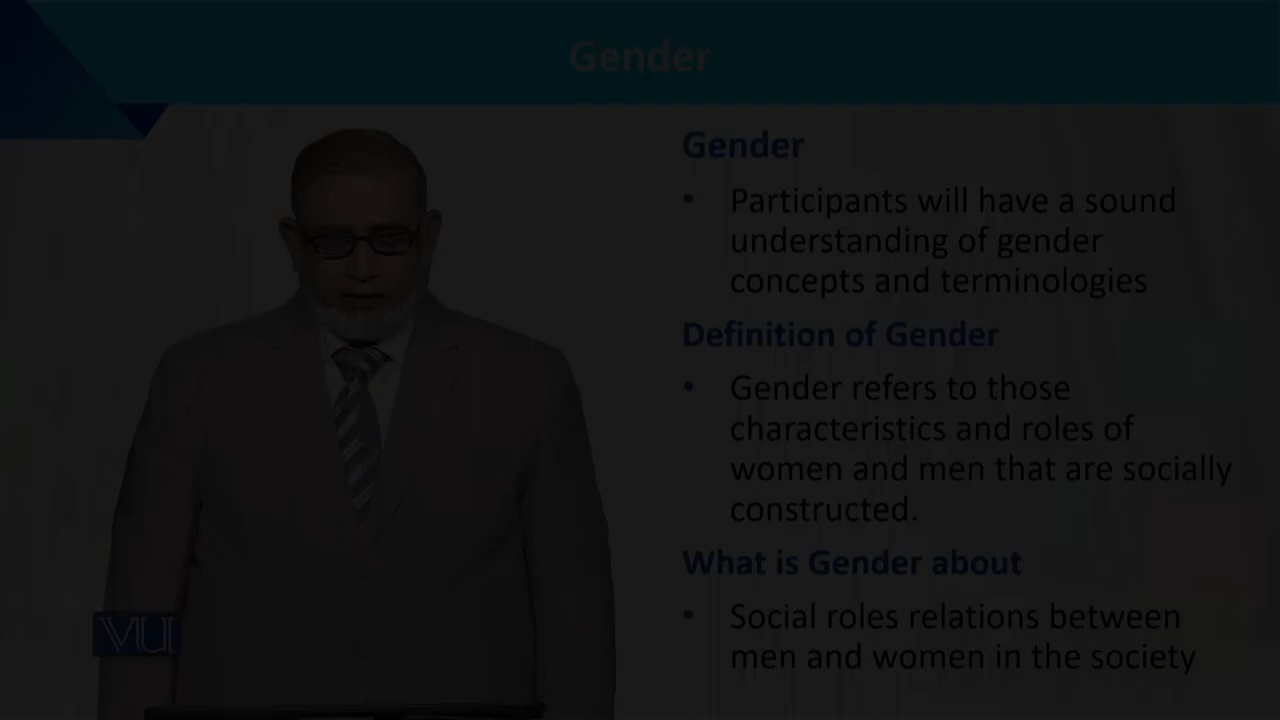 Gender
Gender
• Participants will have a sound
understanding of gender
concepts and terminologies
Definition of Gender
• Gender refers to those
characteristics and roles of
women and men that are socially
constructed.
What is Gender about
• Social roles relations between
men and women in the society
VU